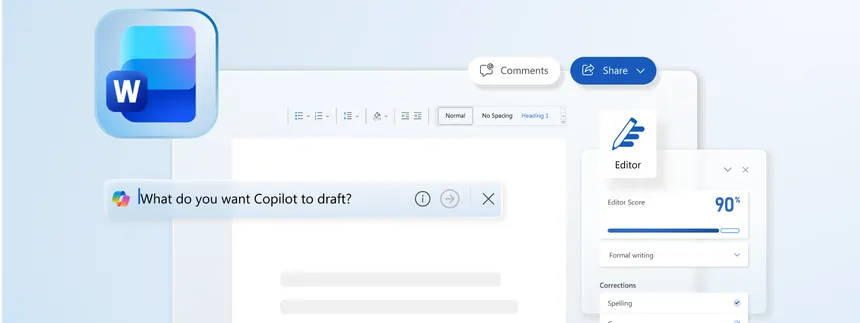 W
Comments
Share
Normal
No Spacing
Heading 1
Editor
What do you want Copilot to draft?
Editor Score
90%
Formal writing
Corrections
Spelling